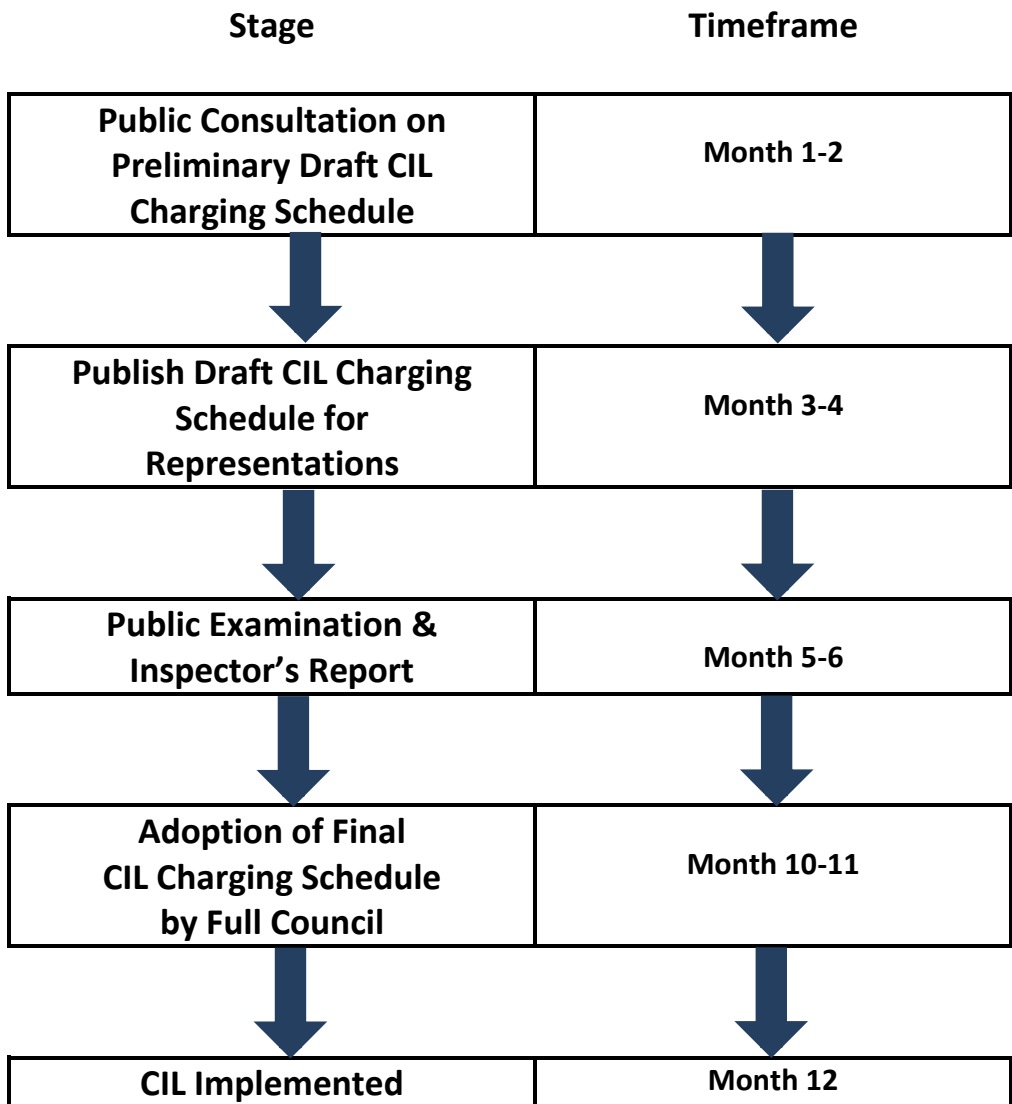 Stage Timeframe
Public Consultation on
Preliminary Draft CIL
Charging Schedule
Month 1-2
Publish Draft CIL Charging
Schedule for
Representations
Month 3-4
Public Examination &
Inspector’s Report
Month 5-6
Adoption of Final
CIL Charging Schedule
by Full Council
Month 10-11
CIL Implemented
Month 12